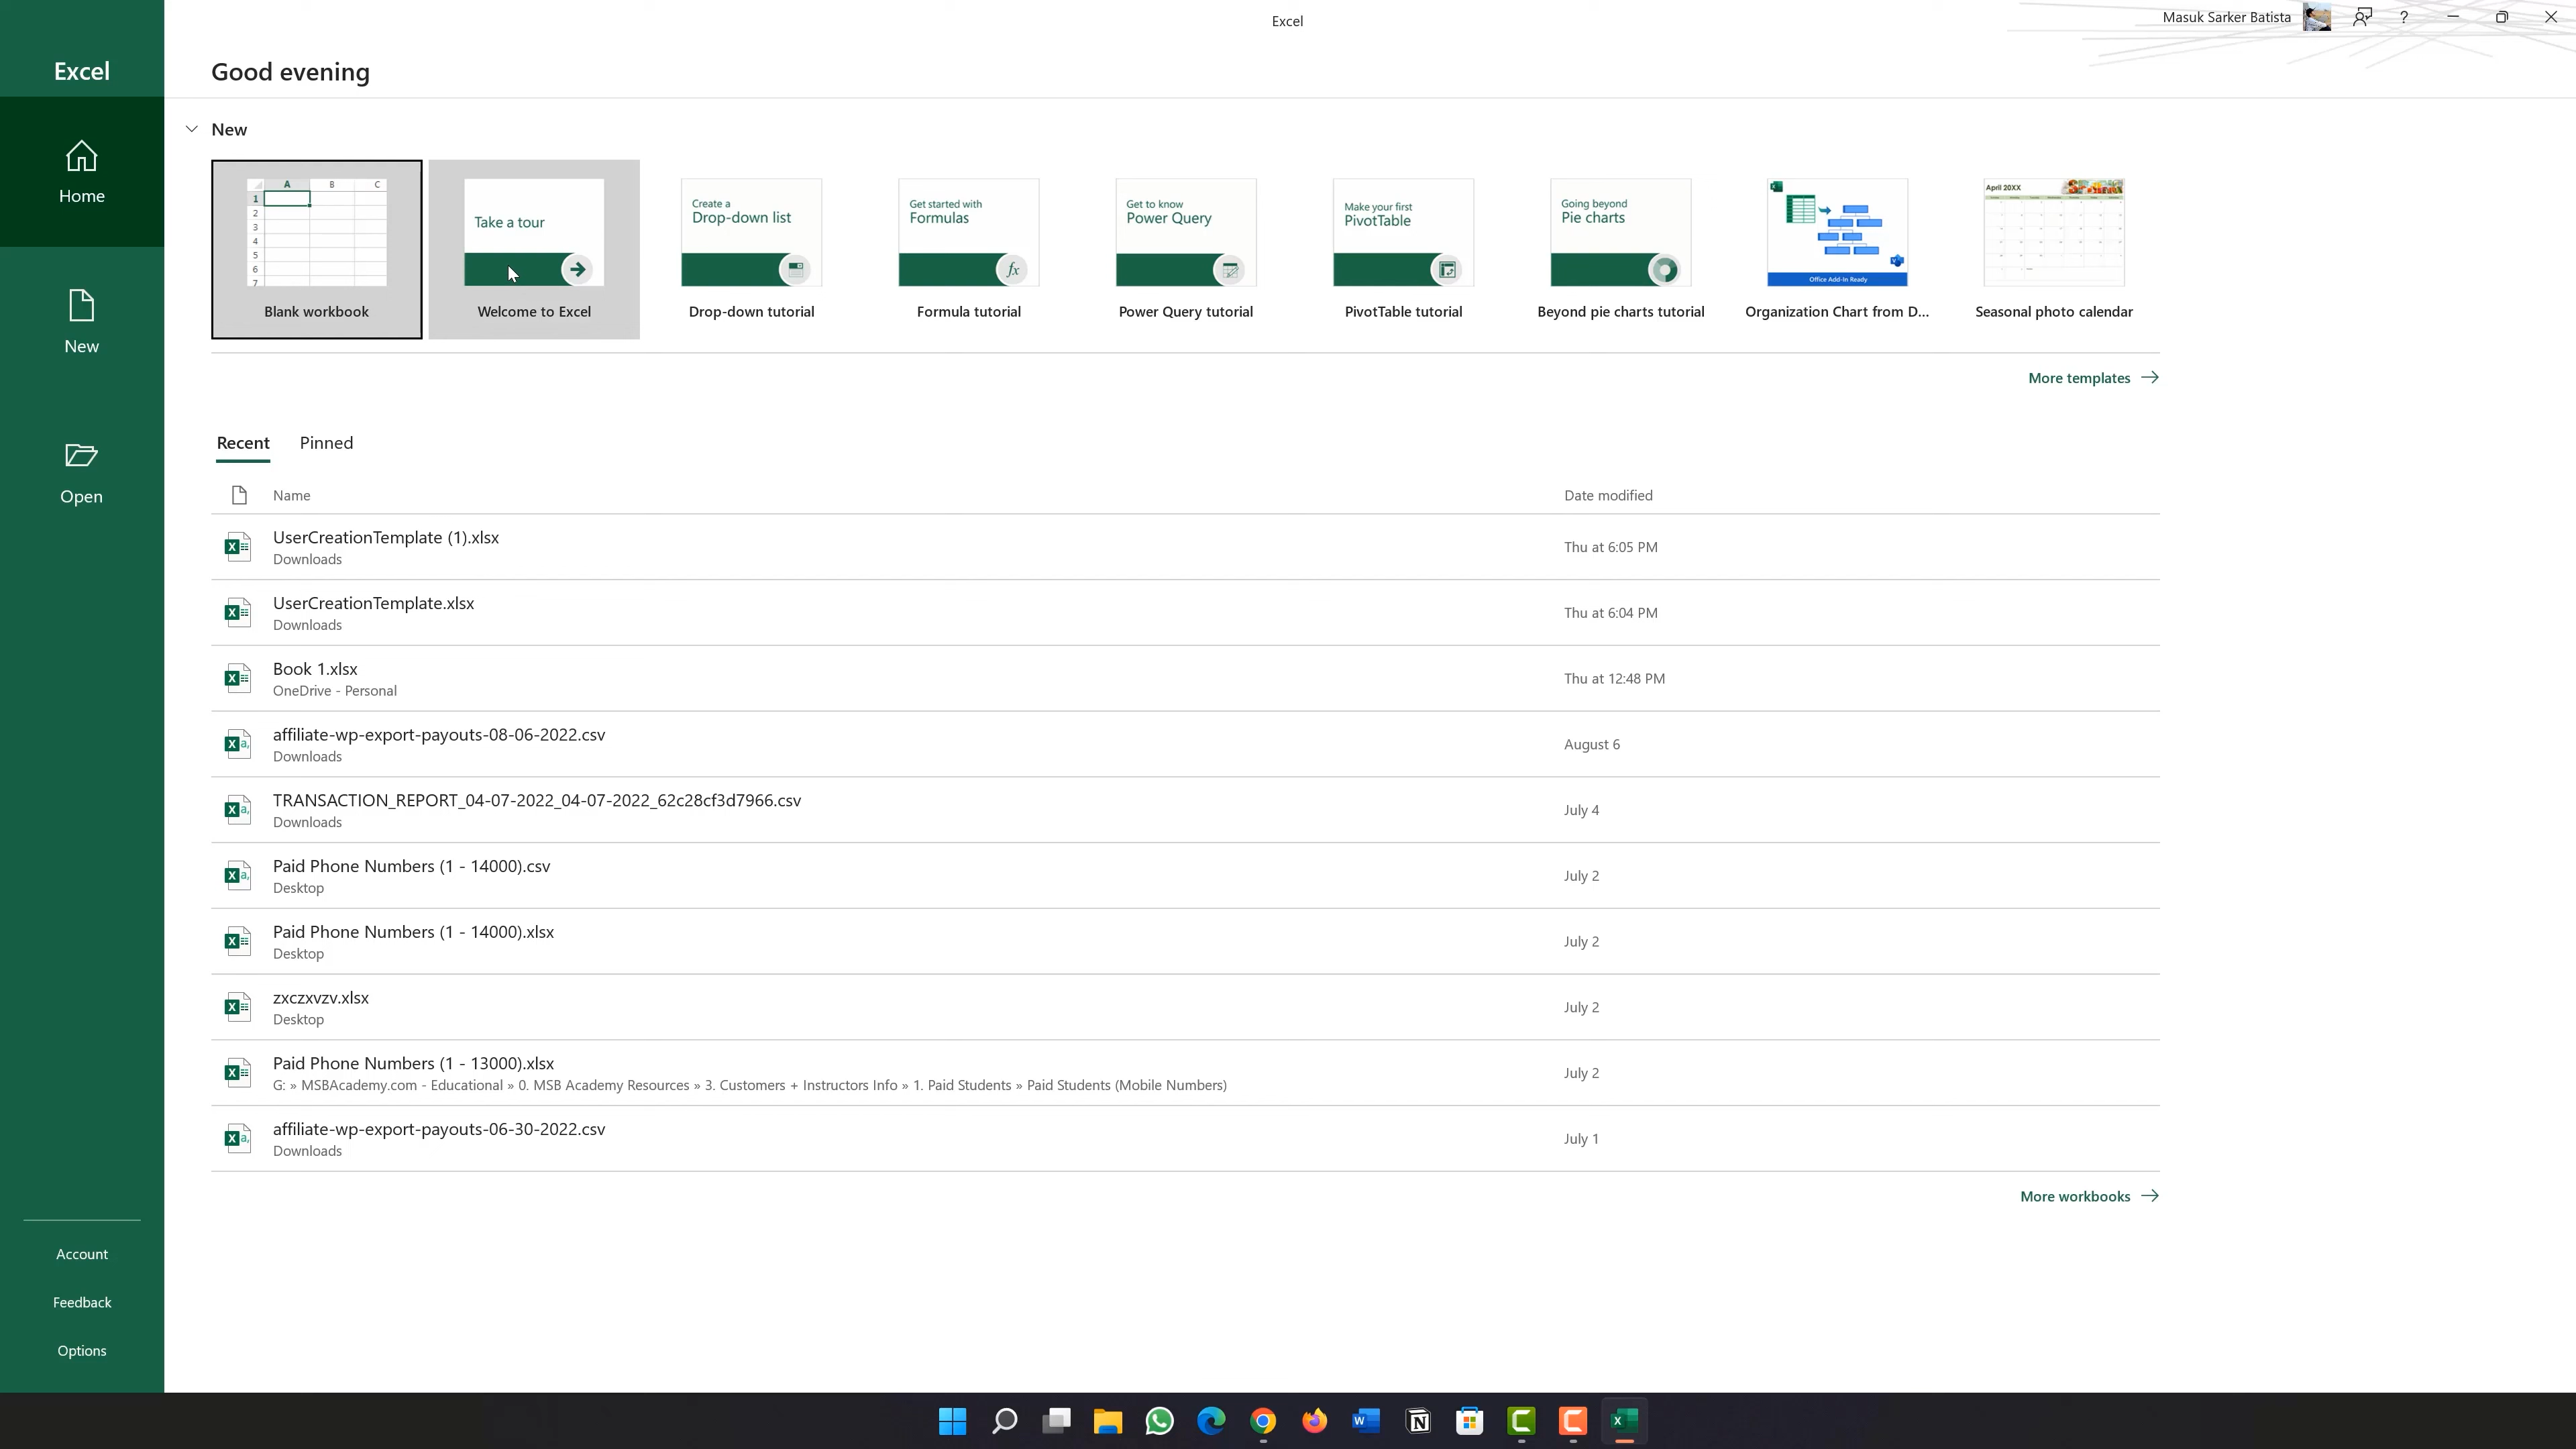 Excel
Masuk Sarker Batista
?
Excel
Good evening
Home
New
Open
Account
Feedback
Options
New
A B C
1
2
3
4
5
6
7
Blank workbook
Take a tour
Welcome to Excel
Create a
Drop-down list
Drop-down tutorial
Get started with
Formulas
fx
Formula tutorial
Get to know
Power Query
Power Query tutorial
Make your first
PivotTable
PivotTable tutorial
Going beyond
Pie charts
Beyond pie charts tutorial
Office Add-In Ready
Organization Chart from D...
April 20XX
Seasonal photo calendar
More templates
Recent Pinned
Name Date modified
UserCreationTemplate (1).xlsx
Downloads
Thu at 6:05 PM
UserCreationTemplate.xlsx
Downloads
Thu at 6:04 PM
Book 1.xlsx
OneDrive - Personal
Thu at 12:48 PM
affiliate-wp-export-payouts-08-06-2022.csv
Downloads
August 6
TRANSACTION_REPORT_04-07-2022_04-07-2022_62c28cf3d7966.csv
Downloads
July 4
Paid Phone Numbers (1 - 14000).csv
Desktop
July 2
Paid Phone Numbers (1 - 14000).xlsx
Desktop
July 2
zxczxvzv.xlsx
Desktop
July 2
Paid Phone Numbers (1 - 13000).xlsx
G: » MSBAcademy.com - Educational » 0. MSB Academy Resources » 3. Customers + Instructors Info » 1. Paid Students » Paid Students (Mobile Numbers)
July 2
affiliate-wp-export-payouts-06-30-2022.csv
Downloads
July 1
More workbooks